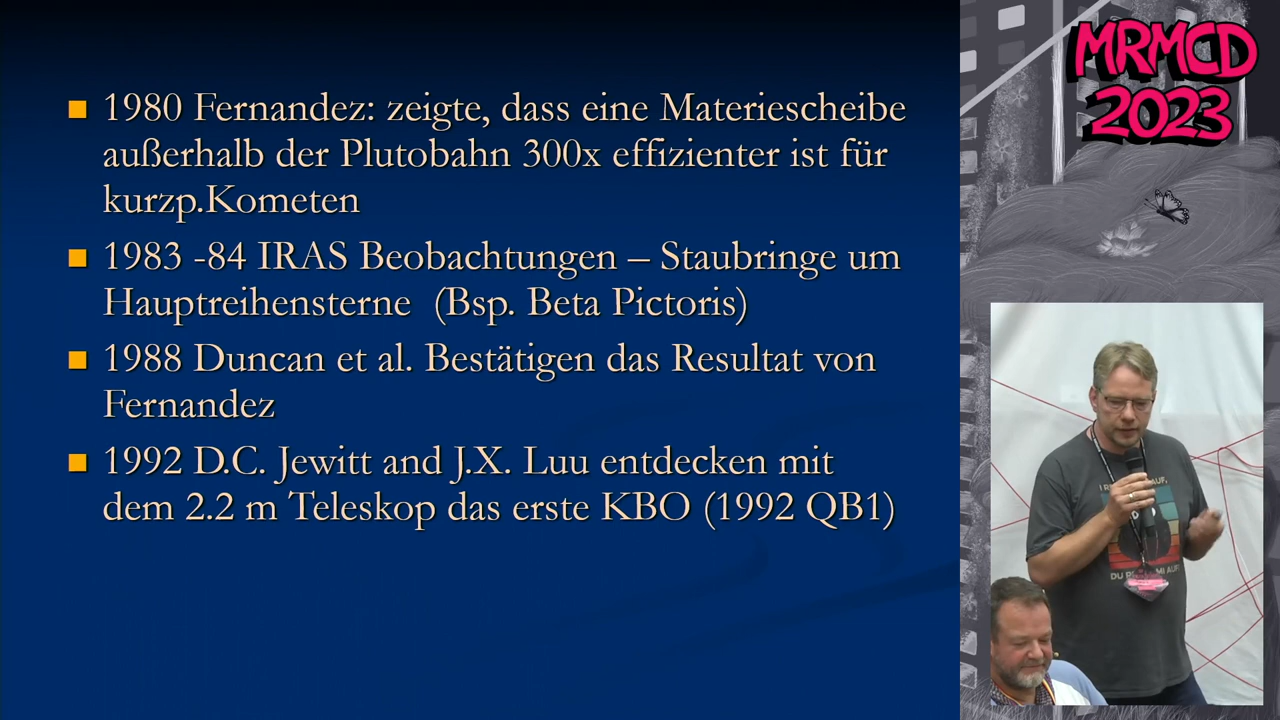 1980 Fernandez: zeigte, dass eine Materiescheibe
außerhalb der Plutobahn 300x effizienter ist für
kurzp.Kometen
1983 -84 IRAS Beobachtungen – Staubringe um
Hauptreihensterne (Bsp. Beta Pictoris)
1988 Duncan et al. Bestätigen das Resultat von
Fernandez
1992 D.C. Jewitt and J.X. Luu entdecken mit
dem 2.2 m Teleskop das erste KBO (1992 QB1)
MRMCD
2023